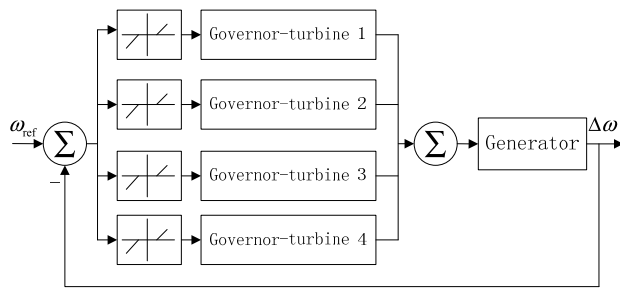 Governor-turbine 1
Governor-turbine 2
ω_ref
Σ
−
Σ
Generator
Δω
Governor-turbine 3
Governor-turbine 4